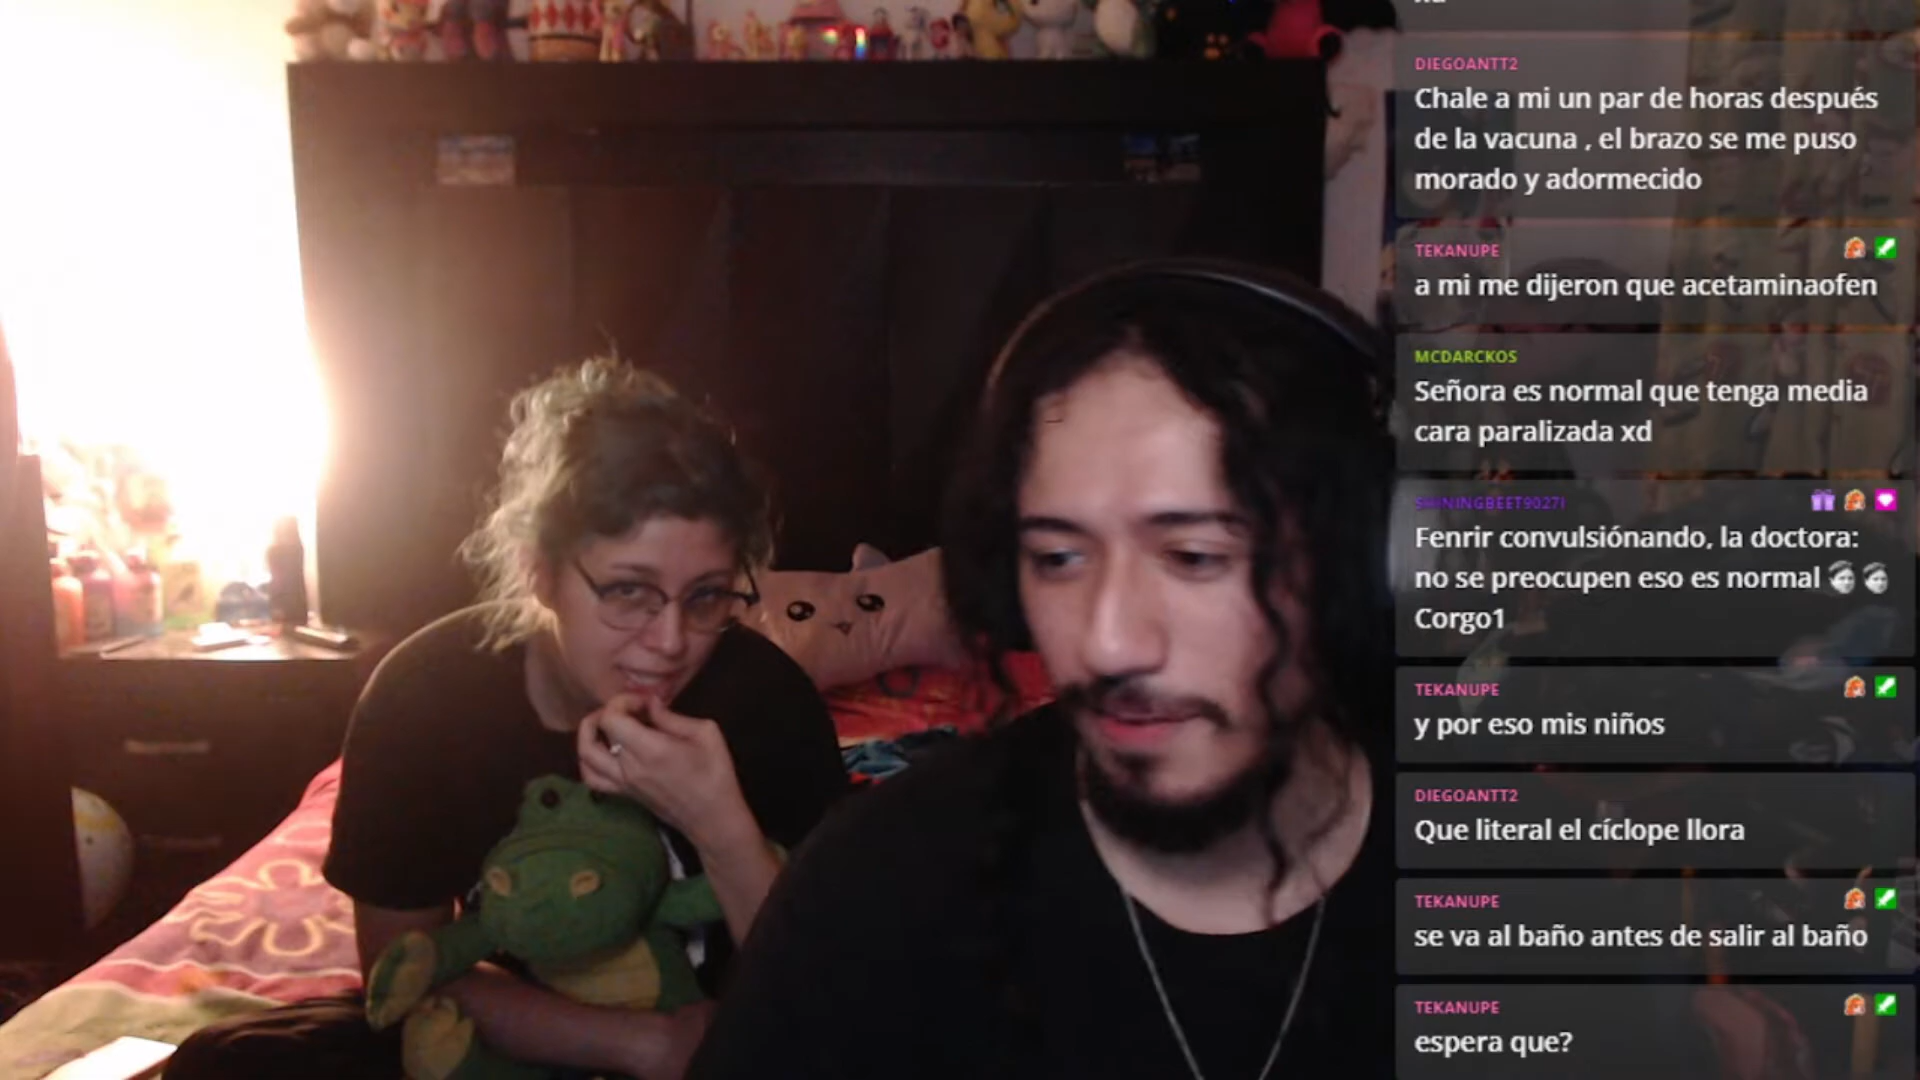 DIEGOANTT2
Chale a mi un par de horas después
de la vacuna , el brazo se me puso
morado y adormecido
TEKANUPE
a mi me dijeron que acetaminaofen
MCDARCKOS
Señora es normal que tenga media
cara paralizada xd
SHININGBEET90271
Fenrir convulsiónando, la doctora:
no se preocupen eso es normal
Corgo1
TEKANUPE
y por eso mis niños
DIEGOANTT2
Que literal el cíclope llora
TEKANUPE
se va al baño antes de salir al baño
TEKANUPE
espera que?